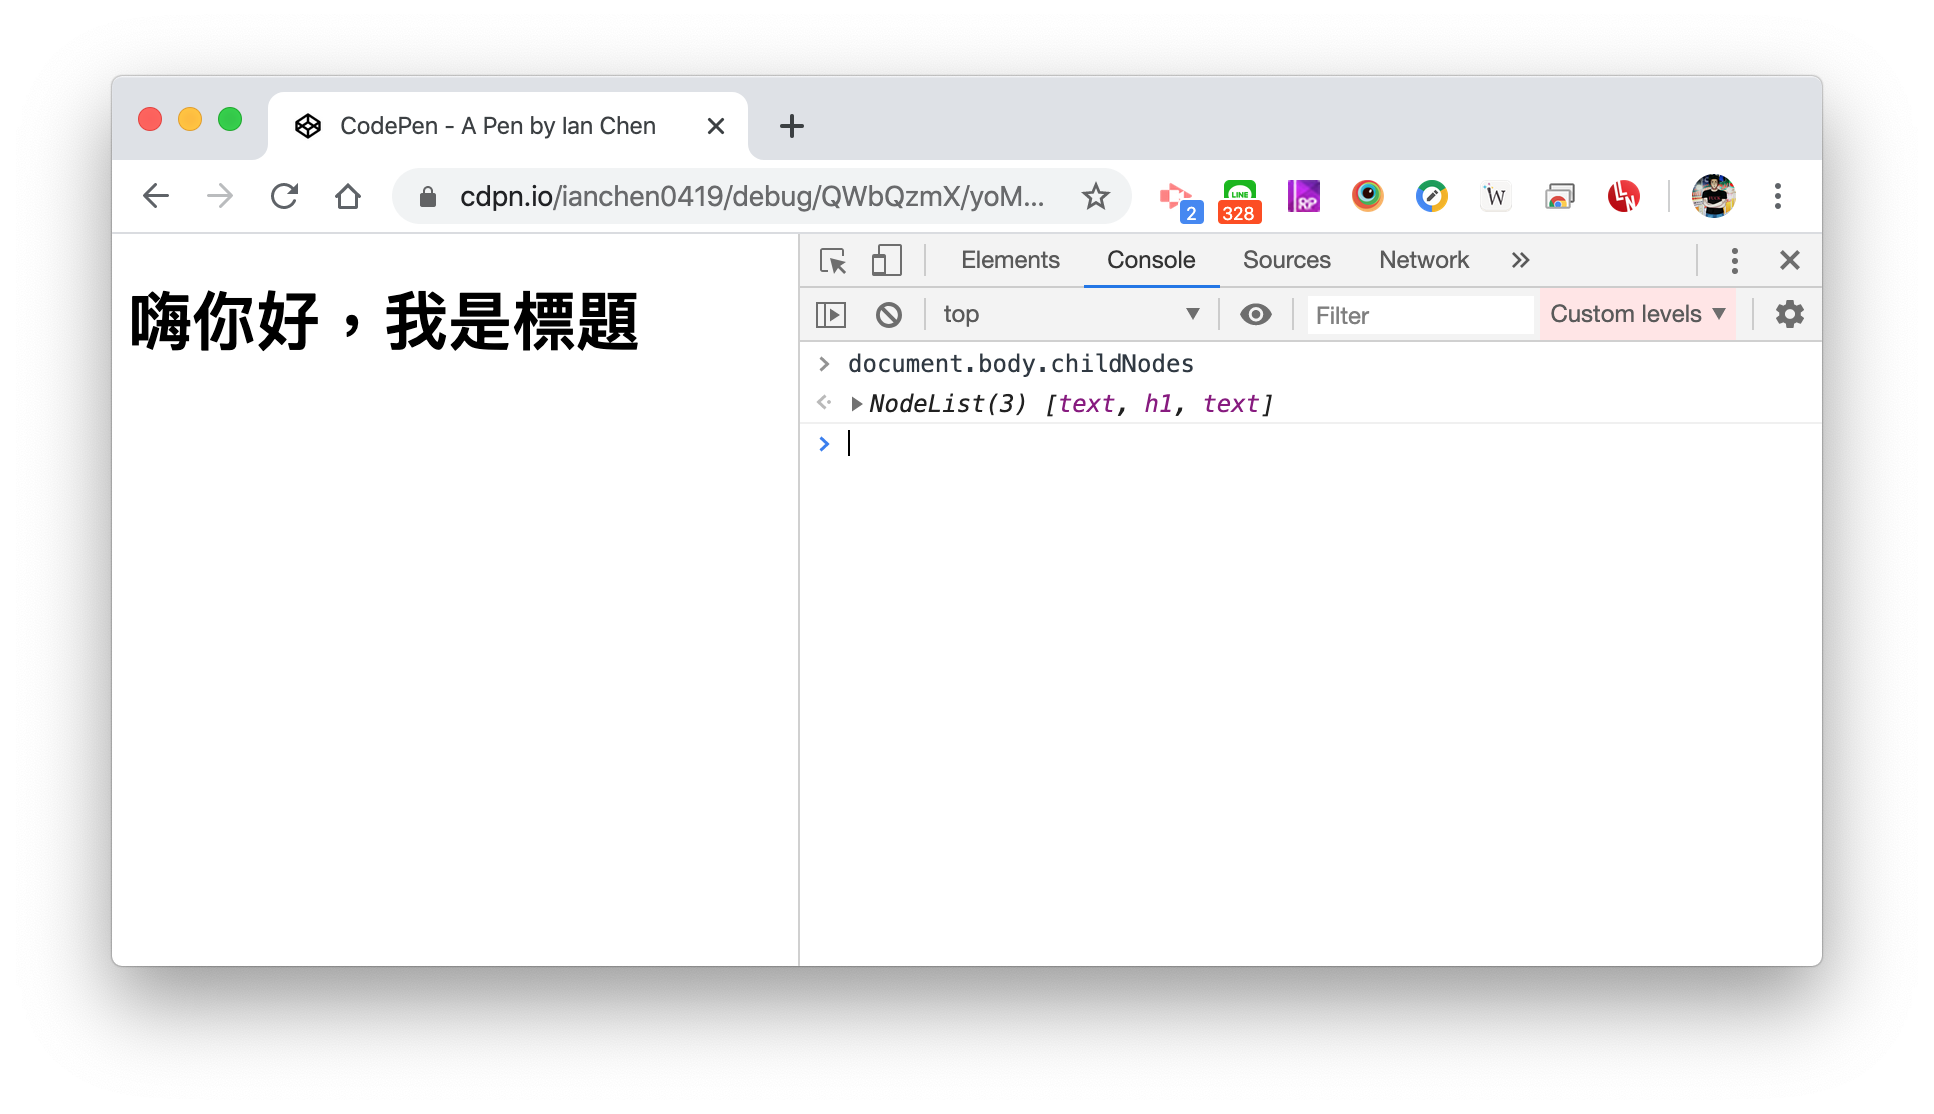 CodePen - A Pen by Ian Chen
cdpn.io/ianchen0419/debug/QWbQzmX/yoM...
2
LINE
328
RP
W
LN
嗨你好，我是標題
Elements Console Sources Network
top Filter Custom levels
document.body.childNodes
NodeList(3) [text, h1, text]